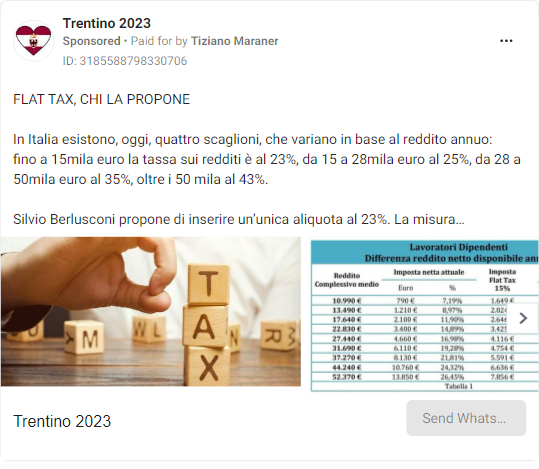 Trentino 2023
Sponsored • Paid for by Tiziano Maraner
ID: 3185588798330706
FLAT TAX, CHI LA PROPONE
In Italia esistono, oggi, quattro scaglioni, che variano in base al reddito annuo:
fino a 15mila euro la tassa sui redditi è al 23%, da 15 a 28mila euro al 25%, da 28 a
50mila euro al 35%, oltre i 50 mila al 43%.
Silvio Berlusconi propone di inserire un'unica aliquota al 23%. La misura...
T
A
X
Y M W L R
Lavoratori Dipendenti
Differenza reddito netto disponibile ann
Reddito Complessivo medio Imposta netta attuale Imposta Flat Tax 15%
Euro %
10.990 € 790 € 7,19% 1.649 €
13.490 € 1.210 € 8,97% 2.024
17.640 € 2.100 € 11,90% 2.646
22.830 € 3.400 € 14,89% 3.425
27.440 € 4.660 € 16,98% 4.116 €
31.690 € 6.110 € 19,28% 4.754 €
37.270 € 8.130 € 21,81% 5.591 €
44.240 € 10.760 € 24,32% 6.636 €
52.370 € 13.850 € 26,45% 7.856 €
Tabella 1
Trentino 2023
Send Whats...